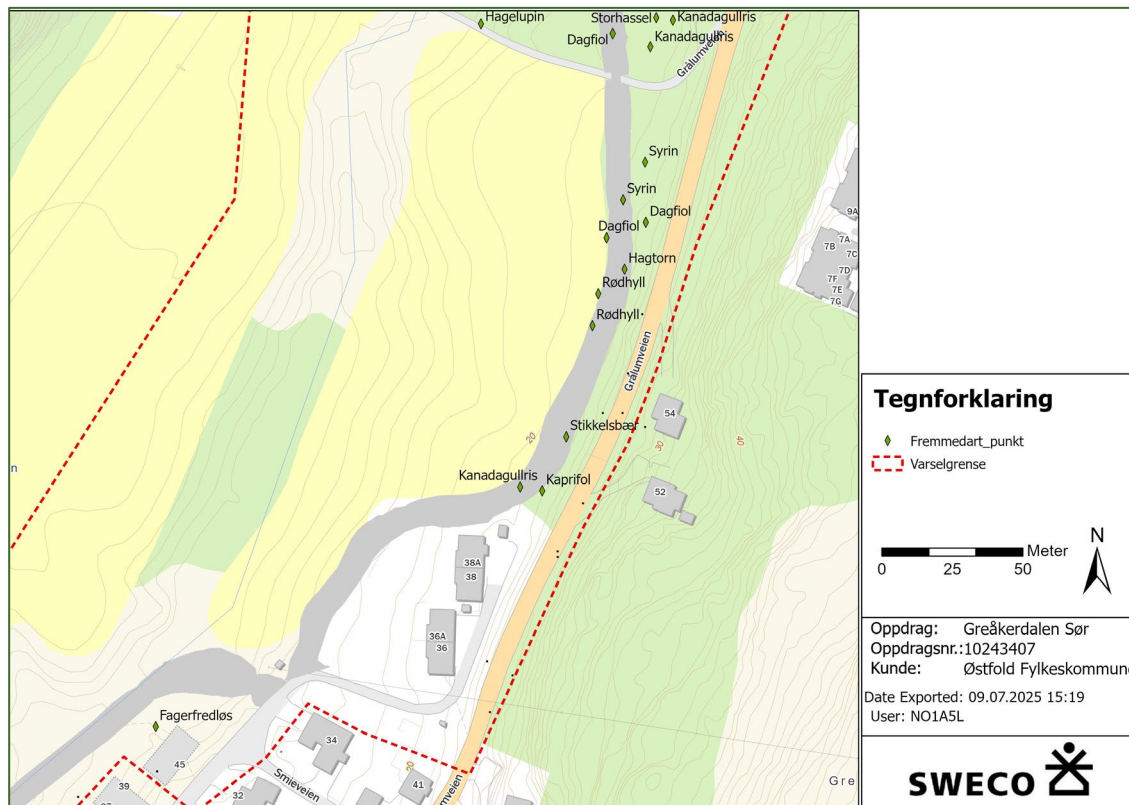 Hagelupin
Storhassel
Kanadagullris
Dagfiol
Kanadagullris
Grålumveien
Syrin
Syrin
Dagfiol
Dagfiol
Hagtorn
Rødhyll
Rødhyll
Grålumveien
9A
7A
7B
7C
7D
7F
7E
7G
54
Stikkelsbær
20
30
40
n
Kanadagullris
Kaprifol
52
38A
38
36A
36
Fagerfredløs
34
45
39
Smieveien
32
41
20
Gre
Tegnforklaring
Fremmedart_punkt
Varselgrense
N
Meter
0 25 50
Oppdrag: Greåkerdalen Sør
Oppdragsnr.:10243407
Kunde: Østfold Fylkeskommun
Date Exported: 09.07.2025 15:19
User: NO1A5L
SWECO